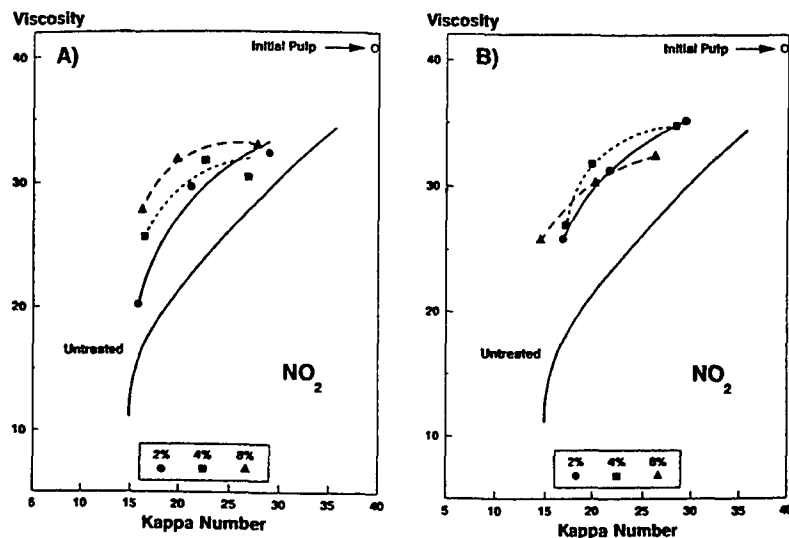 Viscosity
A)
Initial Pulp
40
30
20
10
Untreated
NO2
2% 4% 8%
5 10 15 20 25 30 35 40
Kappa Number
Viscosity
B)
Initial Pulp
40
30
20
10
Untreated
NO2
2% 4% 8%
5 10 15 20 25 30 35 40
Kappa Number